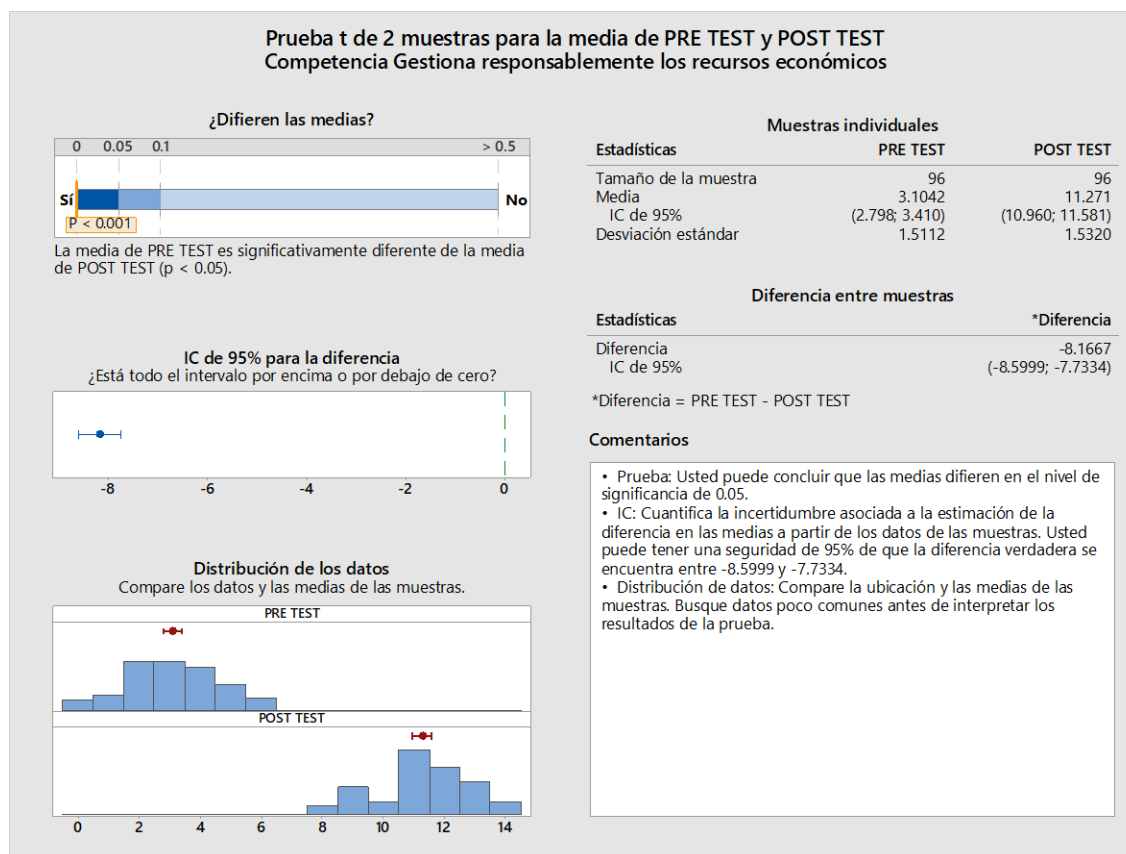 Prueba t de 2 muestras para la media de PRE TEST y POST TEST
Competencia Gestiona responsablemente los recursos económicos
¿Difieren las medias?
0 0.05 0.1 > 0.5
Sí No
P < 0.001
La media de PRE TEST es significativamente diferente de la media
de POST TEST (p < 0.05).
IC de 95% para la diferencia
¿Está todo el intervalo por encima o por debajo de cero?
-8 -6 -4 -2 0
Distribución de los datos
Compare los datos y las medias de las muestras.
PRE TEST
POST TEST
0 2 4 6 8 10 12 14
Muestras individuales
Estadísticas PRE TEST POST TEST
Tamaño de la muestra 96 96
Media 3.1042 11.271
IC de 95% (2.798; 3.410) (10.960; 11.581)
Desviación estándar 1.5112 1.5320
Diferencia entre muestras
Estadísticas *Diferencia
Diferencia -8.1667
IC de 95% (-8.5999; -7.7334)
*Diferencia = PRE TEST - POST TEST
Comentarios
• Prueba: Usted puede concluir que las medias difieren en el nivel de
significancia de 0.05.
• IC: Cuantifica la incertidumbre asociada a la estimación de la
diferencia en las medias a partir de los datos de las muestras. Usted
puede tener una seguridad de 95% de que la diferencia verdadera se
encuentra entre -8.5999 y -7.7334.
• Distribución de datos: Compare la ubicación y las medias de las
muestras. Busque datos poco comunes antes de interpretar los
resultados de la prueba.